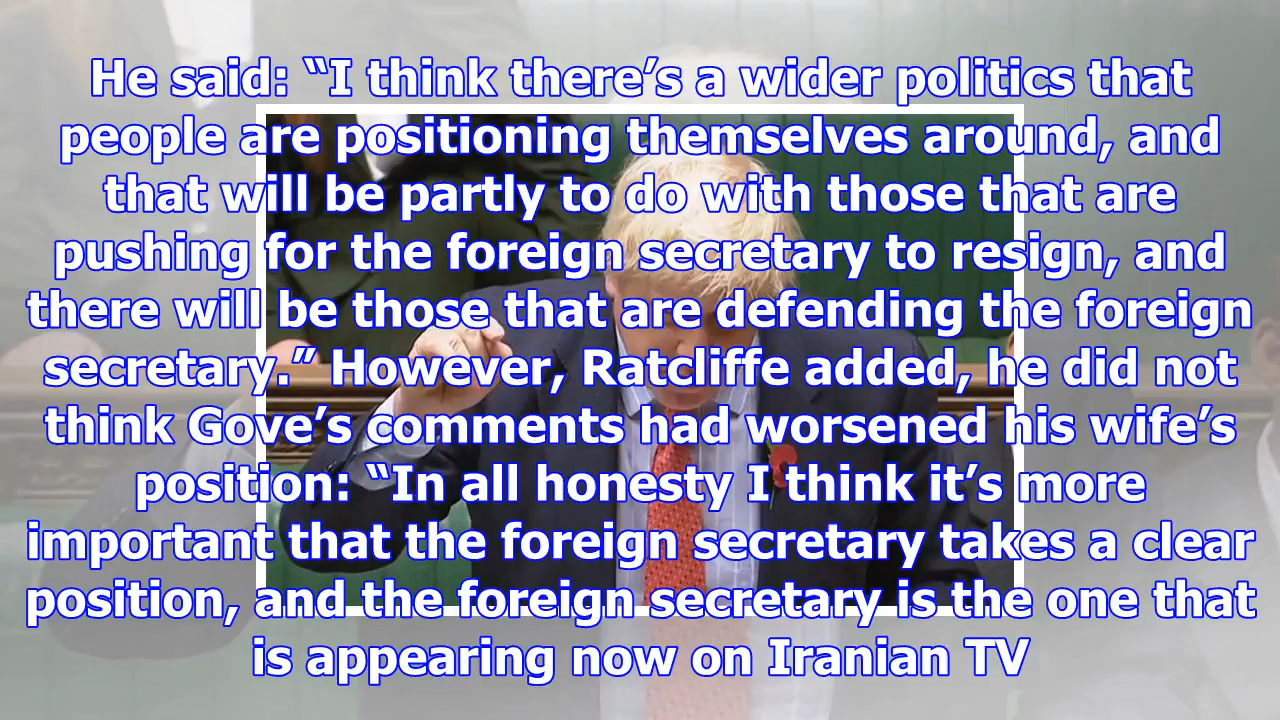 He said: “I think there’s a wider politics that
people are positioning themselves around, and
that will be partly to do with those that are
pushing for the foreign secretary to resign, and
there will be those that are defending the foreign
secretary.” However, Ratcliffe added, he did not
think Gove’s comments had worsened his wife’s
position: “In all honesty I think it’s more
important that the foreign secretary takes a clear
position, and the foreign secretary is the one that
is appearing now on Iranian TV